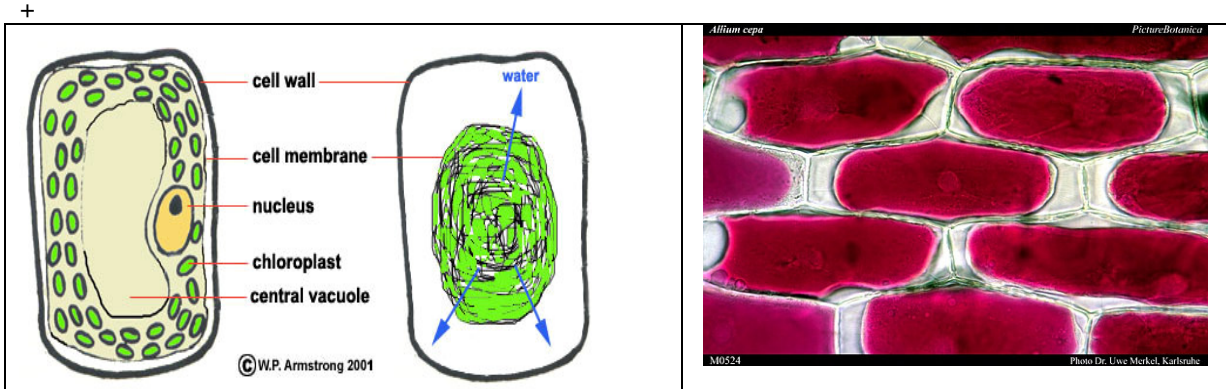 +
cell wall
water
cell membrane
nucleus
chloroplast
central vacuole
©W.P. Armstrong 2001
Allium cepa
PictureBotanica
M0524
Photo Dr. Uwe Merkel, Karlsruhe